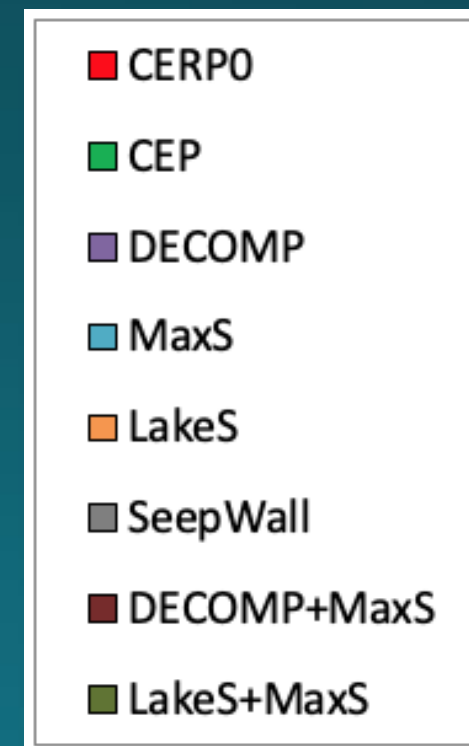 CERP0
CEP
DECOMP
MaxS
LakeS
SeepWall
DECOMP+MaxS
LakeS+MaxS